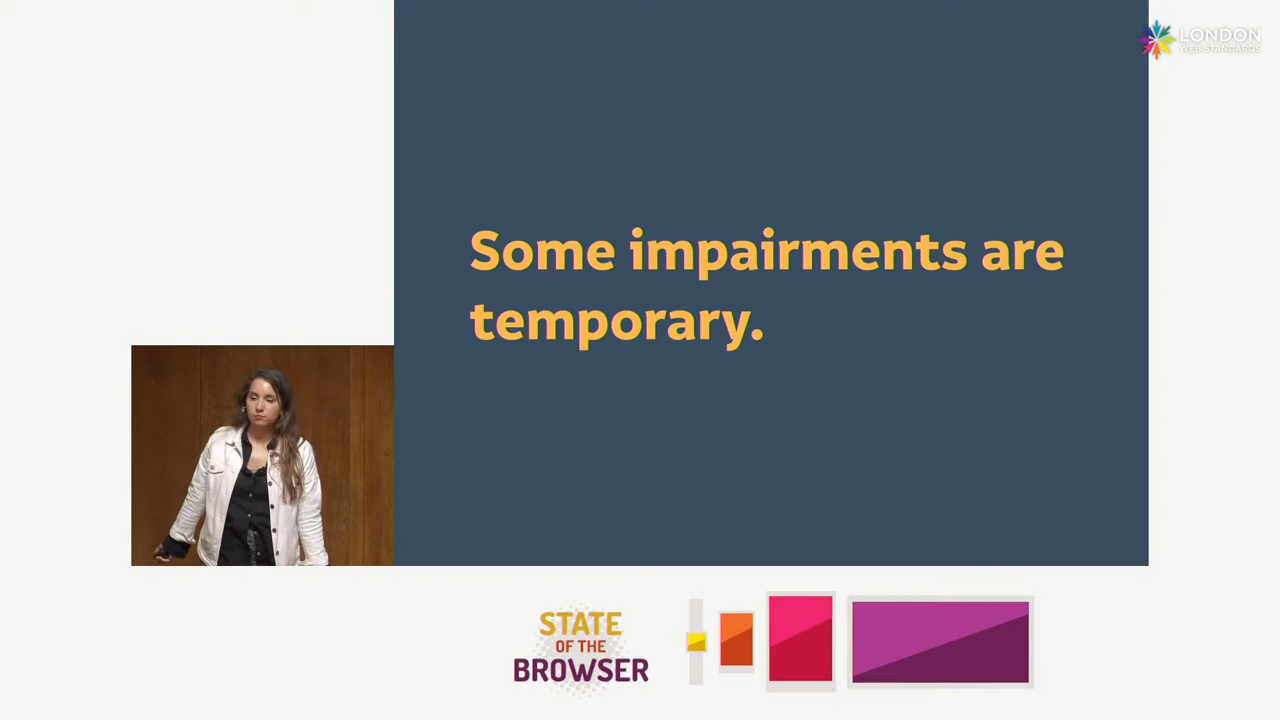 LONDON
WEB STANDARDS
Some impairments are
temporary.
STATE
OF THE
BROWSER